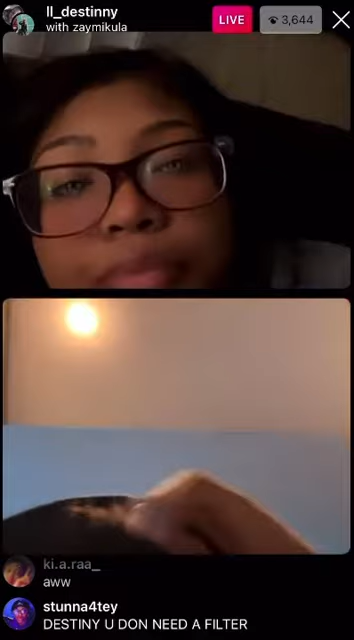 ll_destinny
with zaymikula
LIVE
3,644
ki.a.raa_
aww
stunna4tey
DESTINY U DON NEED A FILTER